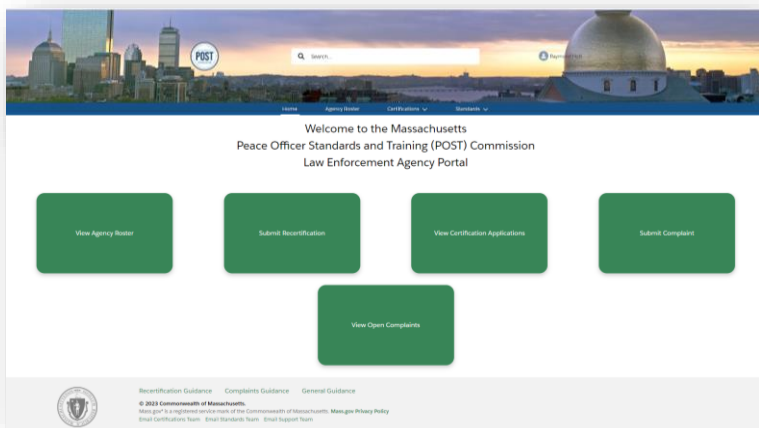 POST
Search...
Home Agency Roster Certifications Standards
Welcome to the Massachusetts
Peace Officer Standards and Training (POST) Commission
Law Enforcement Agency Portal
View Agency Roster Submit Recertification View Certification Applications Submit Complaint
View Open Complaints
Recertification Guidance Complaints Guidance General Guidance
© 2023 Commonwealth of Massachusetts.
Mass.gov® is a registered service mark of the Commonwealth of Massachusetts. Mass.gov Privacy Policy
Email Certifications Team Email Standards Team Email Support Team